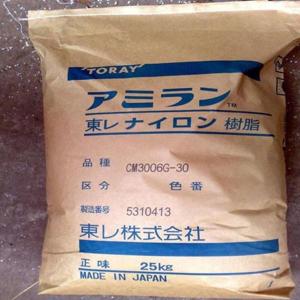 TORAY
アミラン™
東レナイロン樹脂
品種 CM3006G-30
区分 色番
製造番号 5310413
東レ株式会社
正味 25kg
MADE IN JAPAN